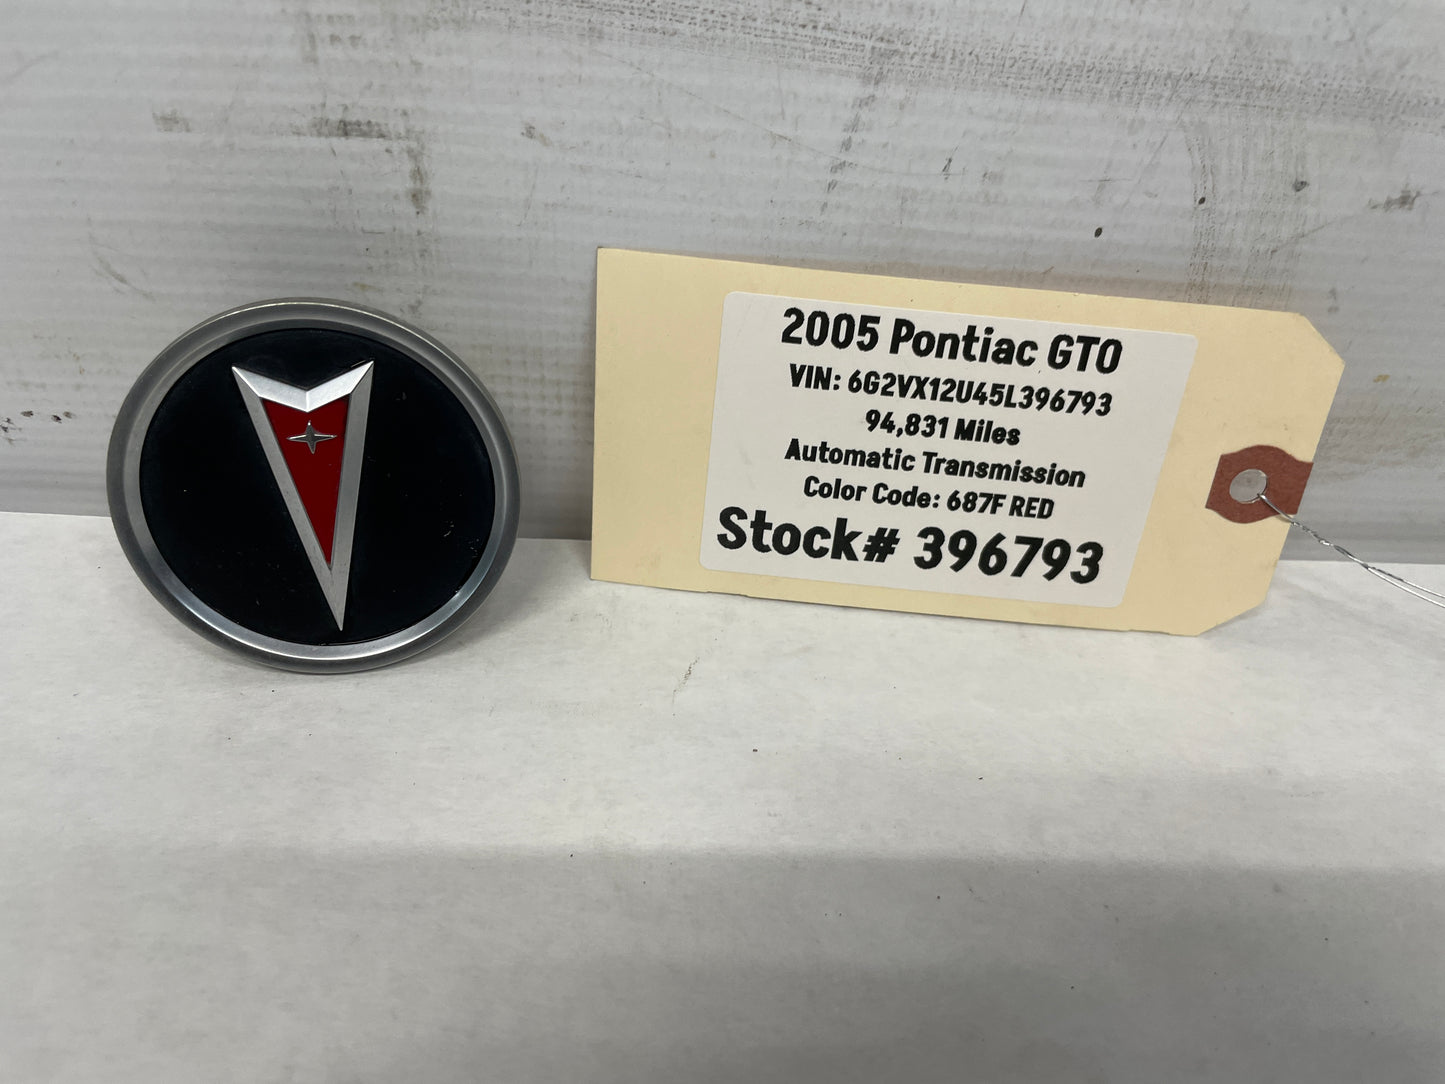 2005 Pontiac GTO
VIN: 6G2VX12U45L396793
94,831 Miles
Automatic Transmission
Color Code: 687F RED
Stock# 396793